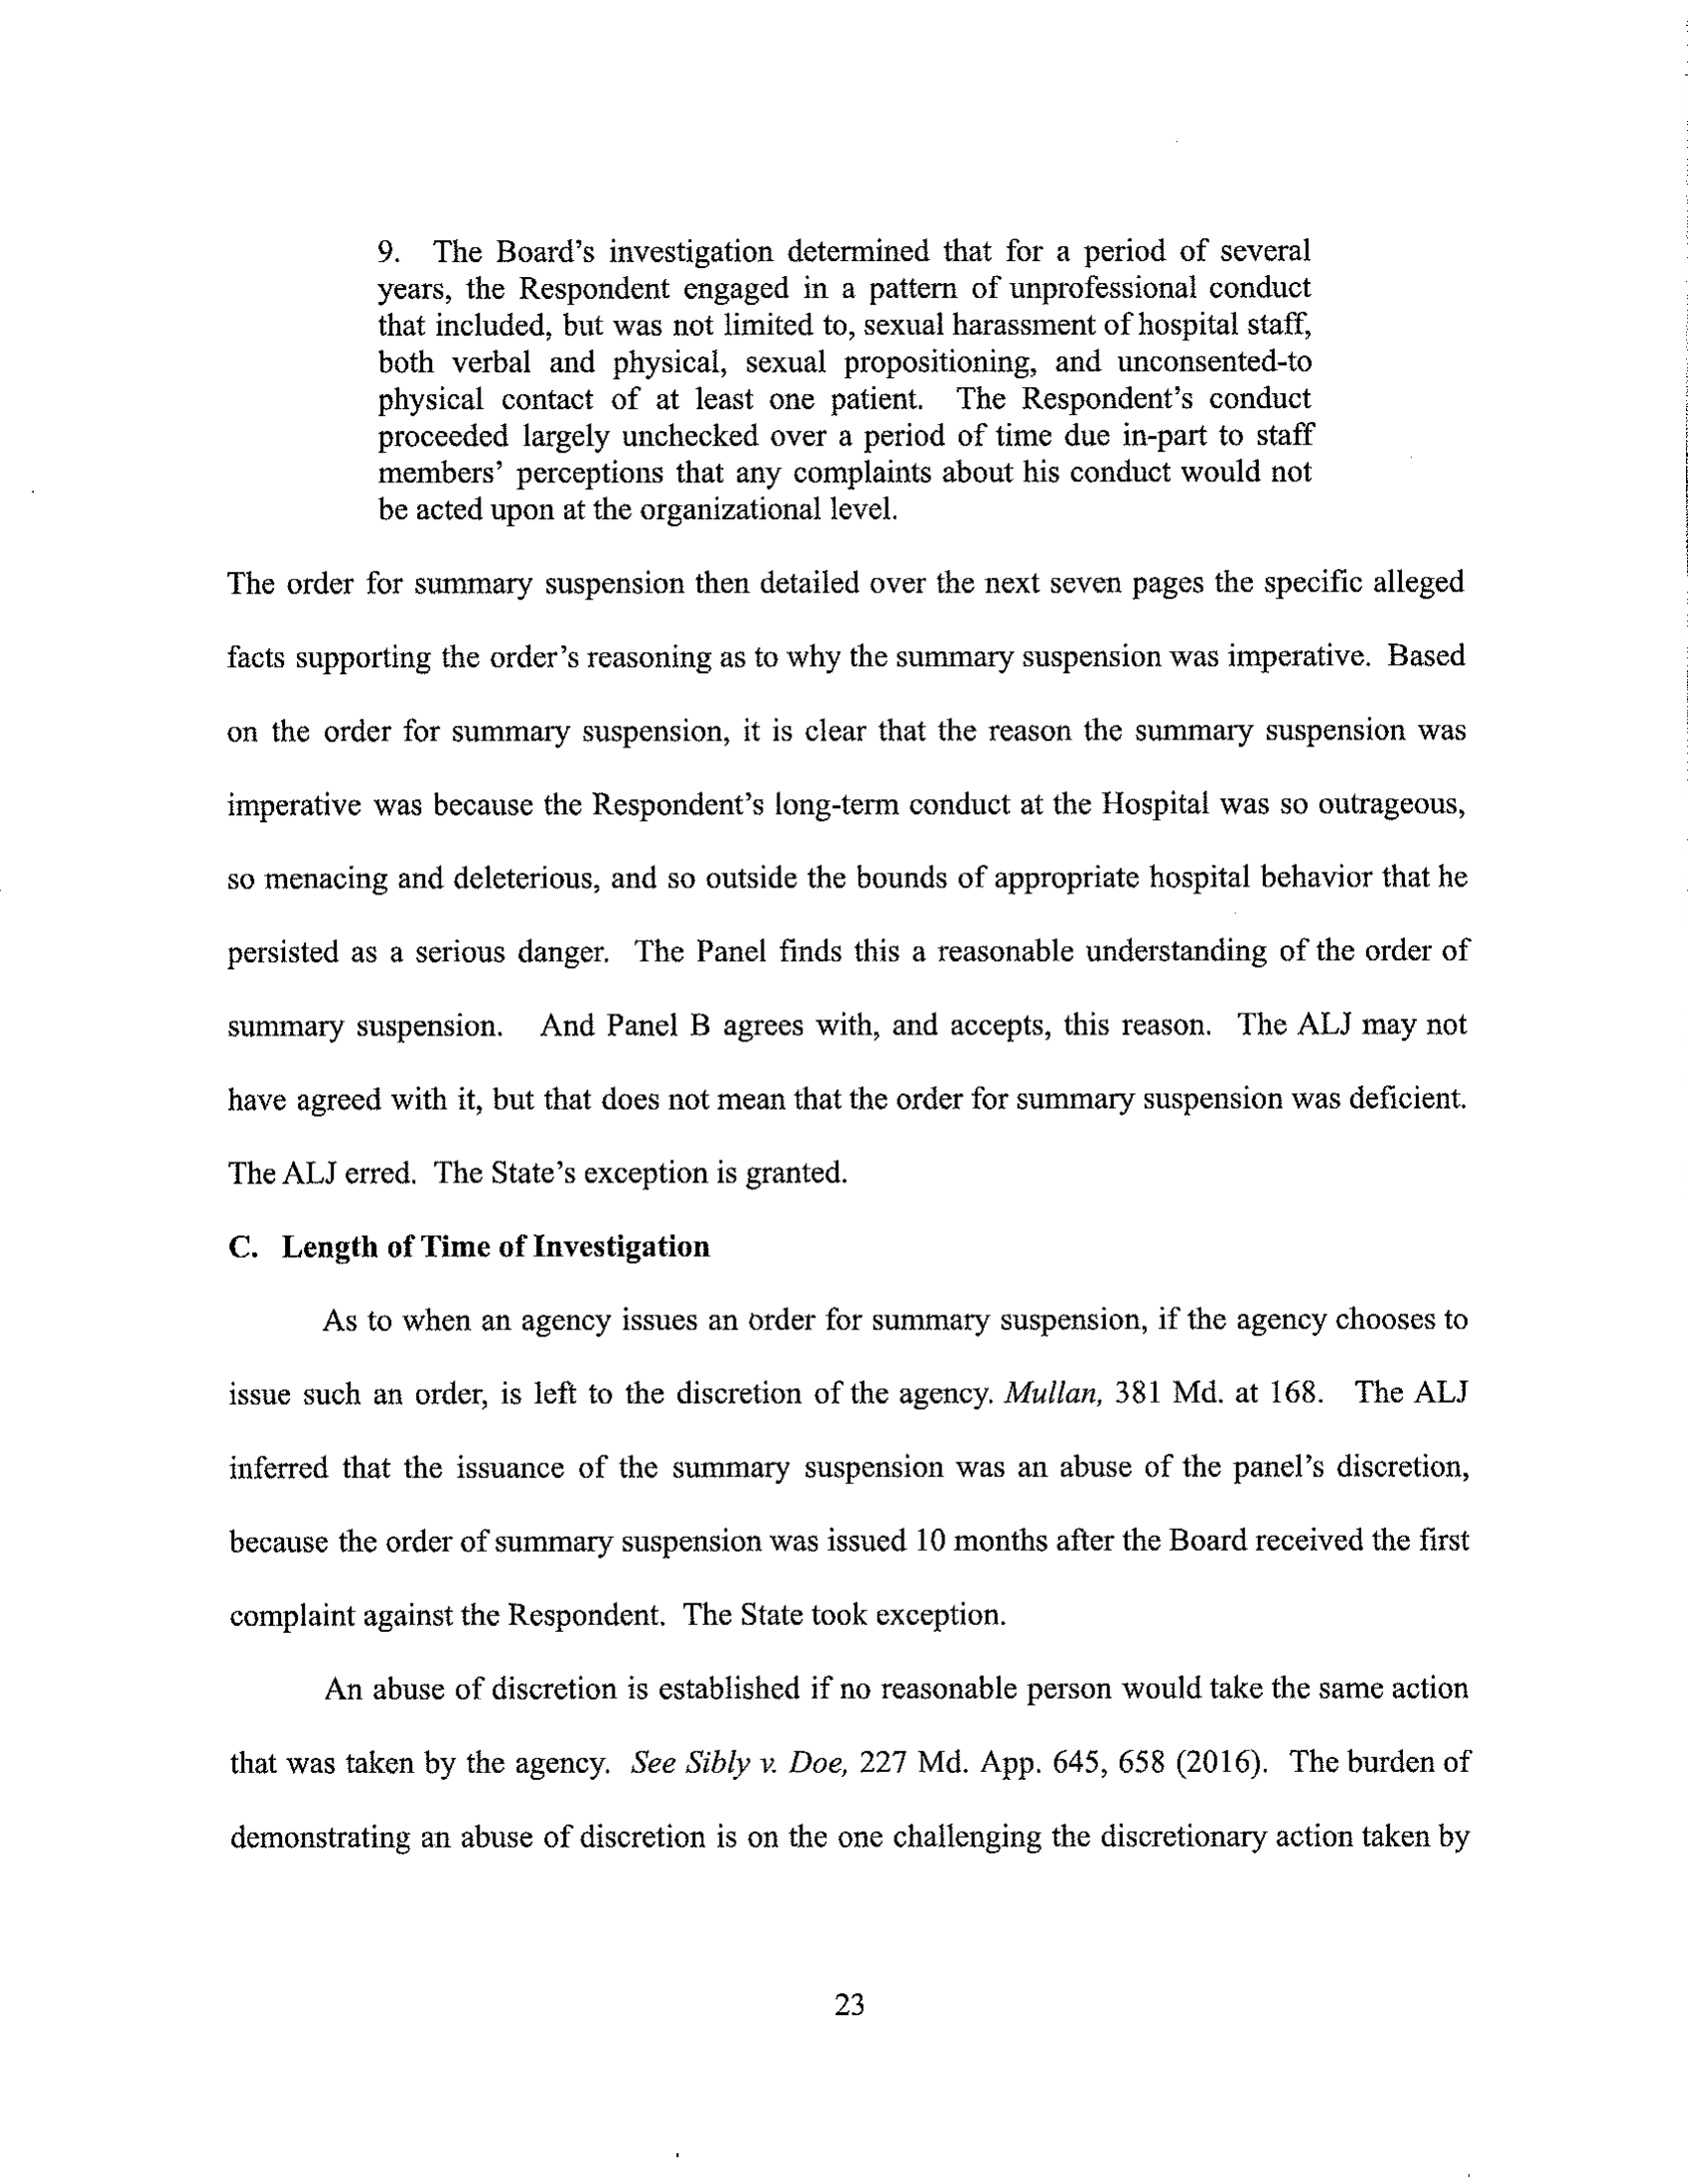 9. The Board's investigation determined that for a period of several
years, the Respondent engaged in a pattern of unprofessional conduct
that included, but was not limited to, sexual harassment of hospital staff,
both verbal and physical, sexual propositioning, and unconsented-to
physical contact of at least one patient. The Respondent's conduct
proceeded largely unchecked over a period of time due in-part to staff
members' perceptions that any complaints about his conduct would not
be acted upon at the organizational level.
The order for summary suspension then detailed over the next seven pages the specific alleged
facts supporting the order's reasoning as to why the summary suspension was imperative. Based
on the order for summary suspension, it is clear that the reason the summary suspension was
imperative was because the Respondent's long-term conduct at the Hospital was so outrageous,
so menacing and deleterious, and so outside the bounds of appropriate hospital behavior that he
persisted as a serious danger. The Panel finds this a reasonable understanding of the order of
summary suspension. And Panel B agrees with, and accepts, this reason. The ALJ may not
have agreed with it, but that does not mean that the order for summary suspension was deficient.
The ALJ erred. The State's exception is granted.
C. Length of Time of Investigation
As to when an agency issues an order for summary suspension, if the agency chooses to
issue such an order, is left to the discretion of the agency. Mullan, 381 Md. at 168. The ALJ
inferred that the issuance of the summary suspension was an abuse of the panel's discretion,
because the order of summary suspension was issued 10 months after the Board received the first
complaint against the Respondent. The State took exception.
An abuse of discretion is established if no reasonable person would take the same action
that was taken by the agency. See Sibly v. Doe, 227 Md. App. 645, 658 (2016). The burden of
demonstrating an abuse of discretion is on the one challenging the discretionary action taken by
23